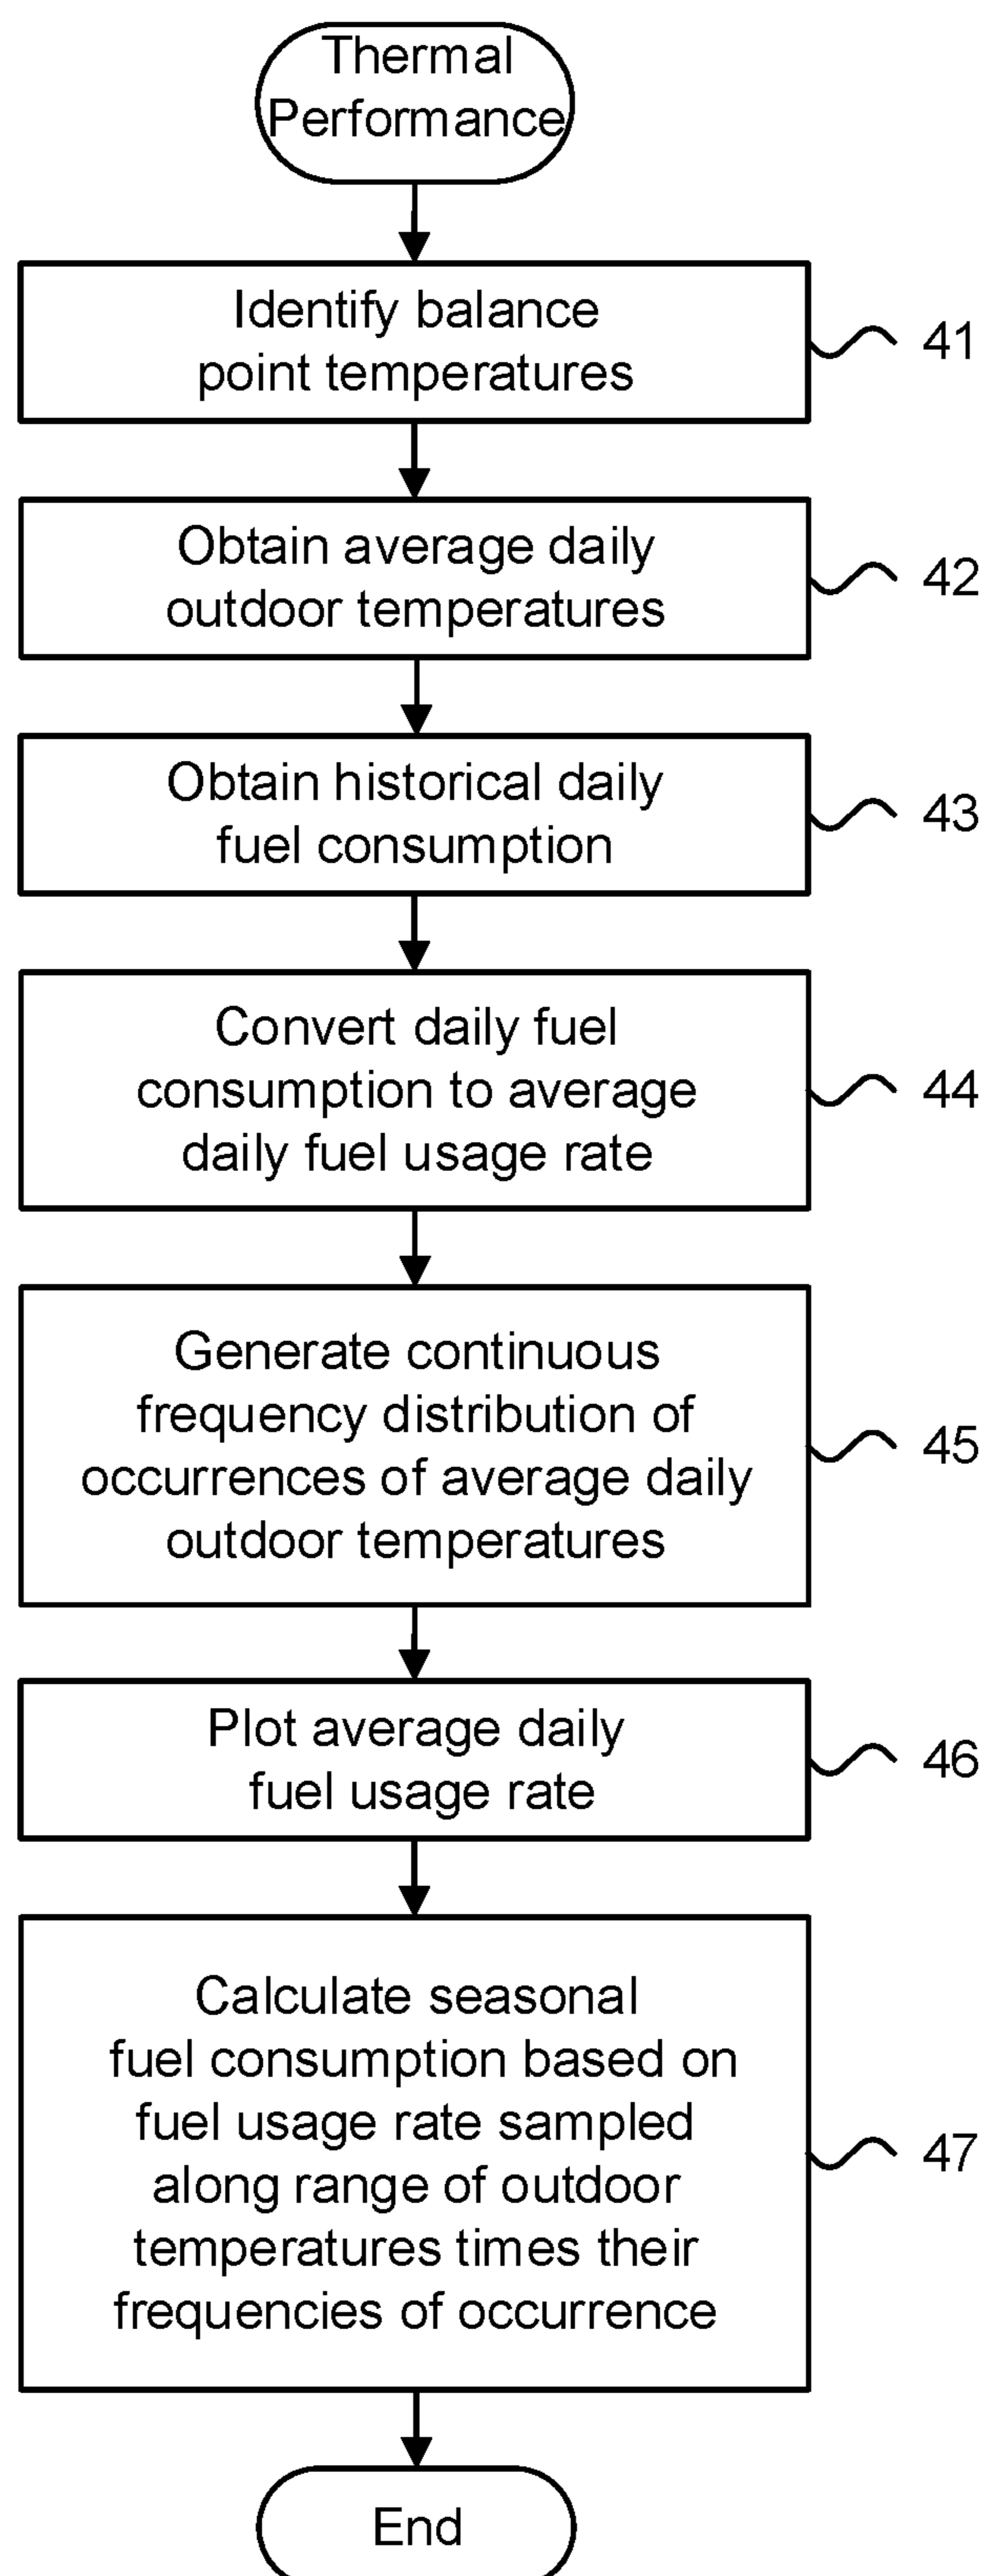 Thermal
Performance
Identify balance
point temperatures
41
Obtain average daily
outdoor temperatures
42
Obtain historical daily
fuel consumption
43
Convert daily fuel
consumption to average
daily fuel usage rate
44
Generate continuous
frequency distribution of
occurrences of average daily
outdoor temperatures
45
Plot average daily
fuel usage rate
46
Calculate seasonal
fuel consumption based on
fuel usage rate sampled
along range of outdoor
temperatures times their
frequencies of occurrence
47
End